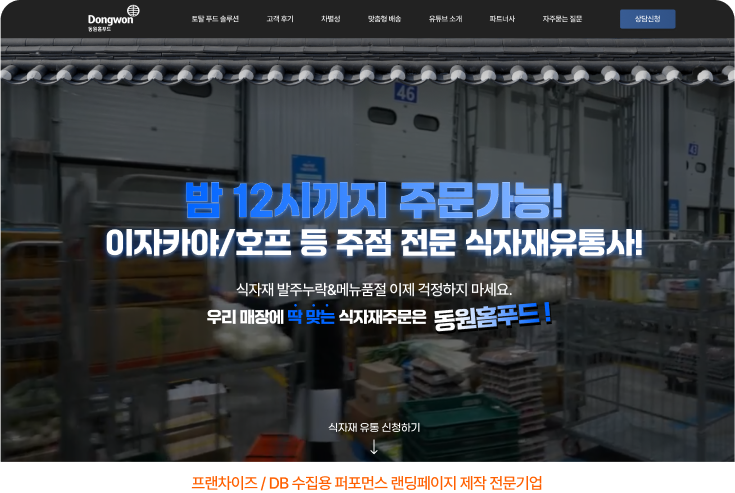 Dongwon
동원홈푸드
토탈 푸드 솔루션
고객 후기
차별성
맞춤형 배송
유튜브 소개
파트너사
자주묻는 질문
상담신청
46
43
밤 12시까지 주문가능!
이자카야/호프 등 주점 전문 식자재유통사!
식자재 발주누락&메뉴품절 이제 걱정하지 마세요.
우리 매장에 딱 맞는 식자재주문은 동원홈푸드!
식자재 유통 신청하기
↓
프랜차이즈 / DB 수집용 퍼포먼스 랜딩페이지 제작 전문기업